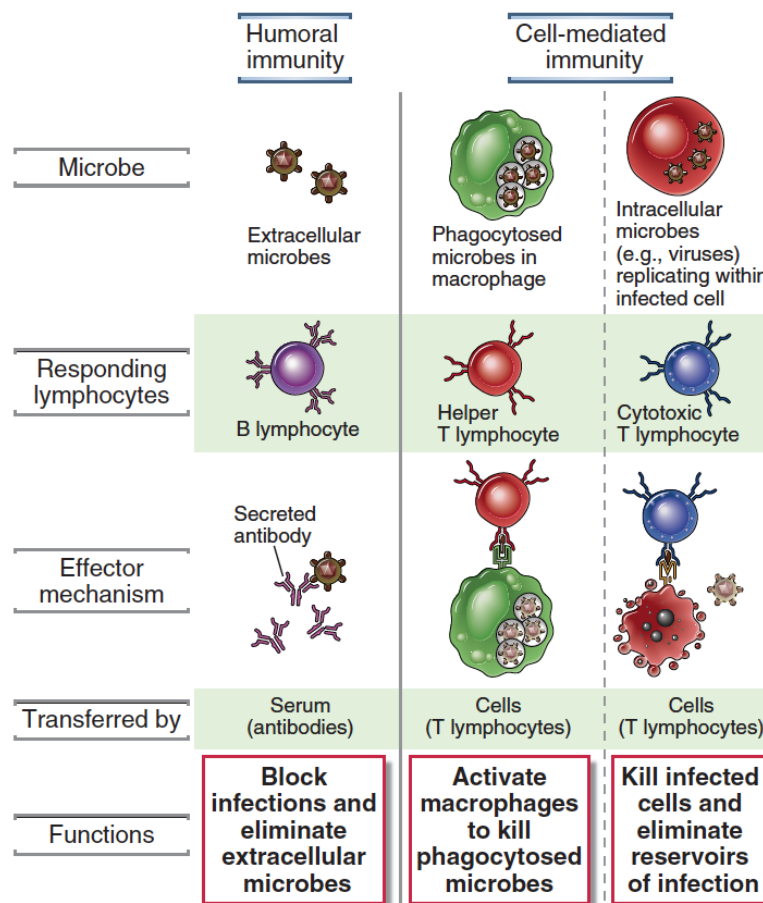 Humoral
immunity
Cell-mediated
immunity
Microbe
Extracellular
microbes
Phagocytosed
microbes in
macrophage
Intracellular
microbes
(e.g., viruses)
replicating within
infected cell
Responding
lymphocytes
B lymphocyte
Helper
T lymphocyte
Cytotoxic
T lymphocyte
Effector
mechanism
Secreted
antibody
Transferred by
Serum
(antibodies)
Cells
(T lymphocytes)
Cells
(T lymphocytes)
Functions
Block
infections and
eliminate
extracellular
microbes
Activate
macrophages
to kill
phagocytosed
microbes
Kill infected
cells and
eliminate
reservoirs
of infection